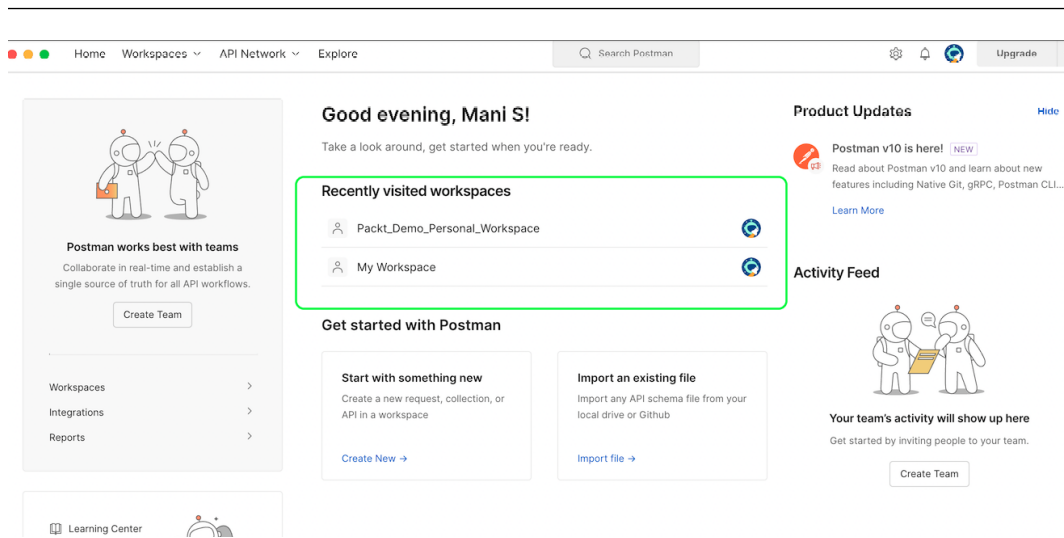 Home Workspaces API Network Explore Search Postman Upgrade
Postman works best with teams
Collaborate in real-time and establish a
single source of truth for all API workflows.
Create Team
Workspaces
Integrations
Reports
Learning Center
Good evening, Mani S!
Take a look around, get started when you're ready.
Recently visited workspaces
Packt_Demo_Personal_Workspace
My Workspace
Get started with Postman
Start with something new
Create a new request, collection, or
API in a workspace
Create New →
Import an existing file
Import any API schema file from your
local drive or Github
Import file →
Product Updates Hide
Postman v10 is here! NEW
Read about Postman v10 and learn about new
features including Native Git, gRPC, Postman CLI...
Learn More
Activity Feed
Your team's activity will show up here
Get started by inviting people to your team.
Create Team